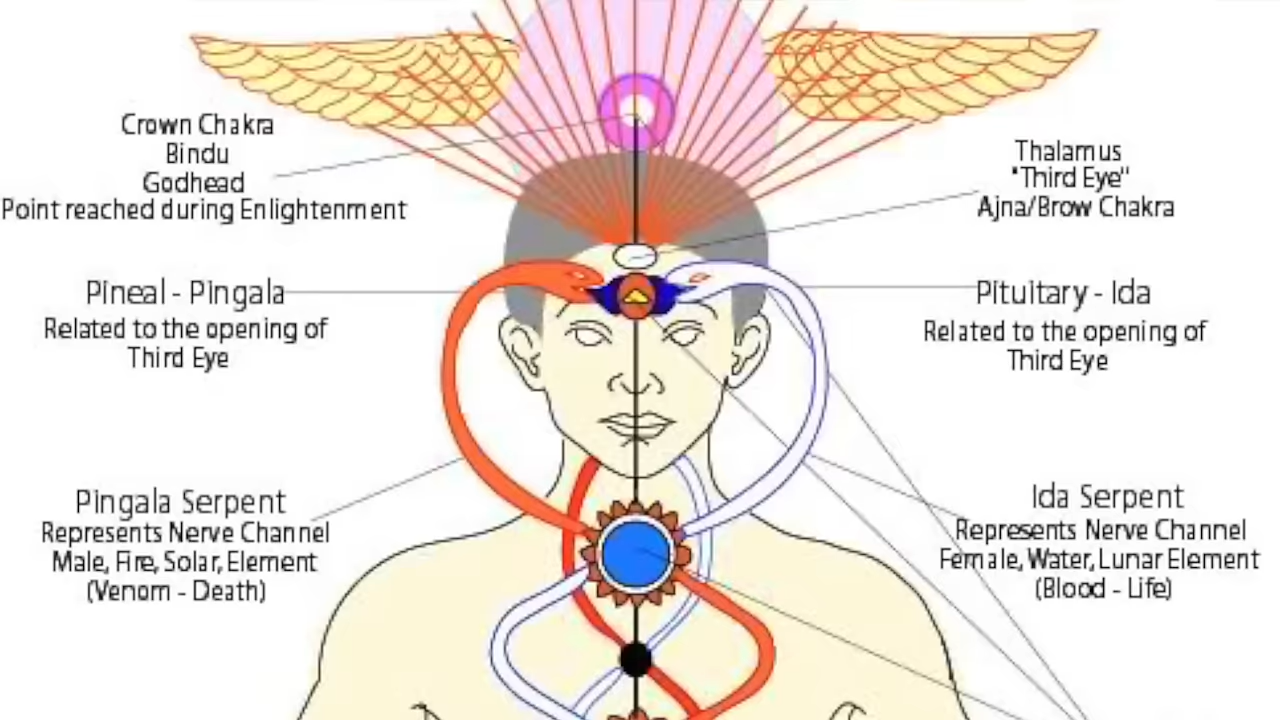 Crown Chakra
Bindu
Godhead
Point reached during Enlightenment
Thalamus
"Third Eye"
Ajna/Brow Chakra
Pineal - Pingala
Related to the opening of
Third Eye
Pituitary - Ida
Related to the opening of
Third Eye
Pingala Serpent
Represents Nerve Channel
Male, Fire, Solar, Element
(Venom - Death)
Ida Serpent
Represents Nerve Channel
Female, Water, Lunar Element
(Blood - Life)